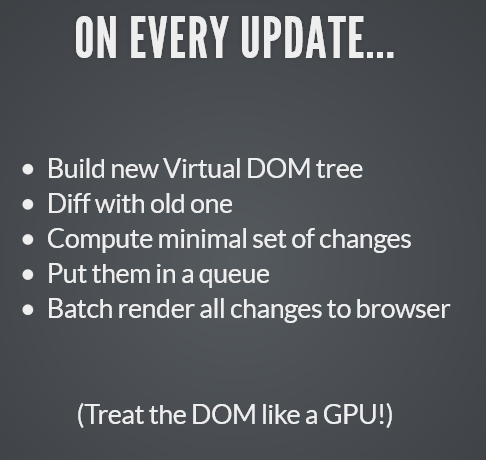 ON EVERY UPDATE...
• Build new Virtual DOM tree
• Diff with old one
• Compute minimal set of changes
• Put them in a queue
• Batch render all changes to browser
(Treat the DOM like a GPU!)